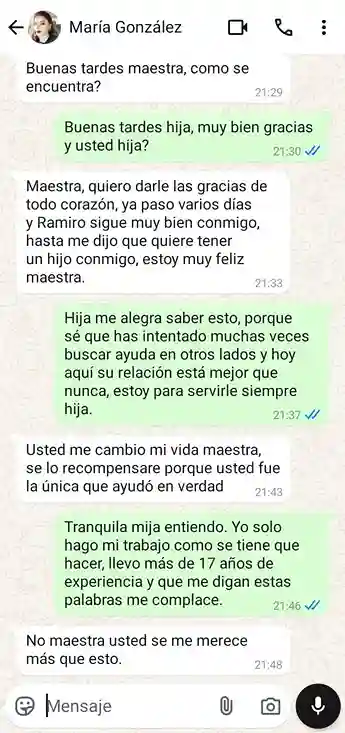 María González
Buenas tardes maestra, como se
encuentra?
21:29
Buenas tardes hija, muy bien gracias
y usted hija?
21:30
Maestra, quiero darle las gracias de
todo corazón, ya paso varios días
y Ramiro sigue muy bien conmigo,
hasta me dijo que quiere tener
un hijo conmigo, estoy muy feliz
maestra.
21:33
Hija me alegra saber esto, porque
sé que has intentado muchas veces
buscar ayuda en otros lados y hoy
aquí su relación está mejor que
nunca, estoy para servirle siempre
hija.
21:37
Usted me cambio mi vida maestra,
se lo recompensare porque usted fue
la única que ayudó en verdad
21:43
Tranquila mija entiendo. Yo solo
hago mi trabajo como se tiene que
hacer, llevo más de 17 años de
experiencia y que me digan estas
palabras me complace.
21:46
No maestra usted se me merece
más que esto.
21:48
Mensaje